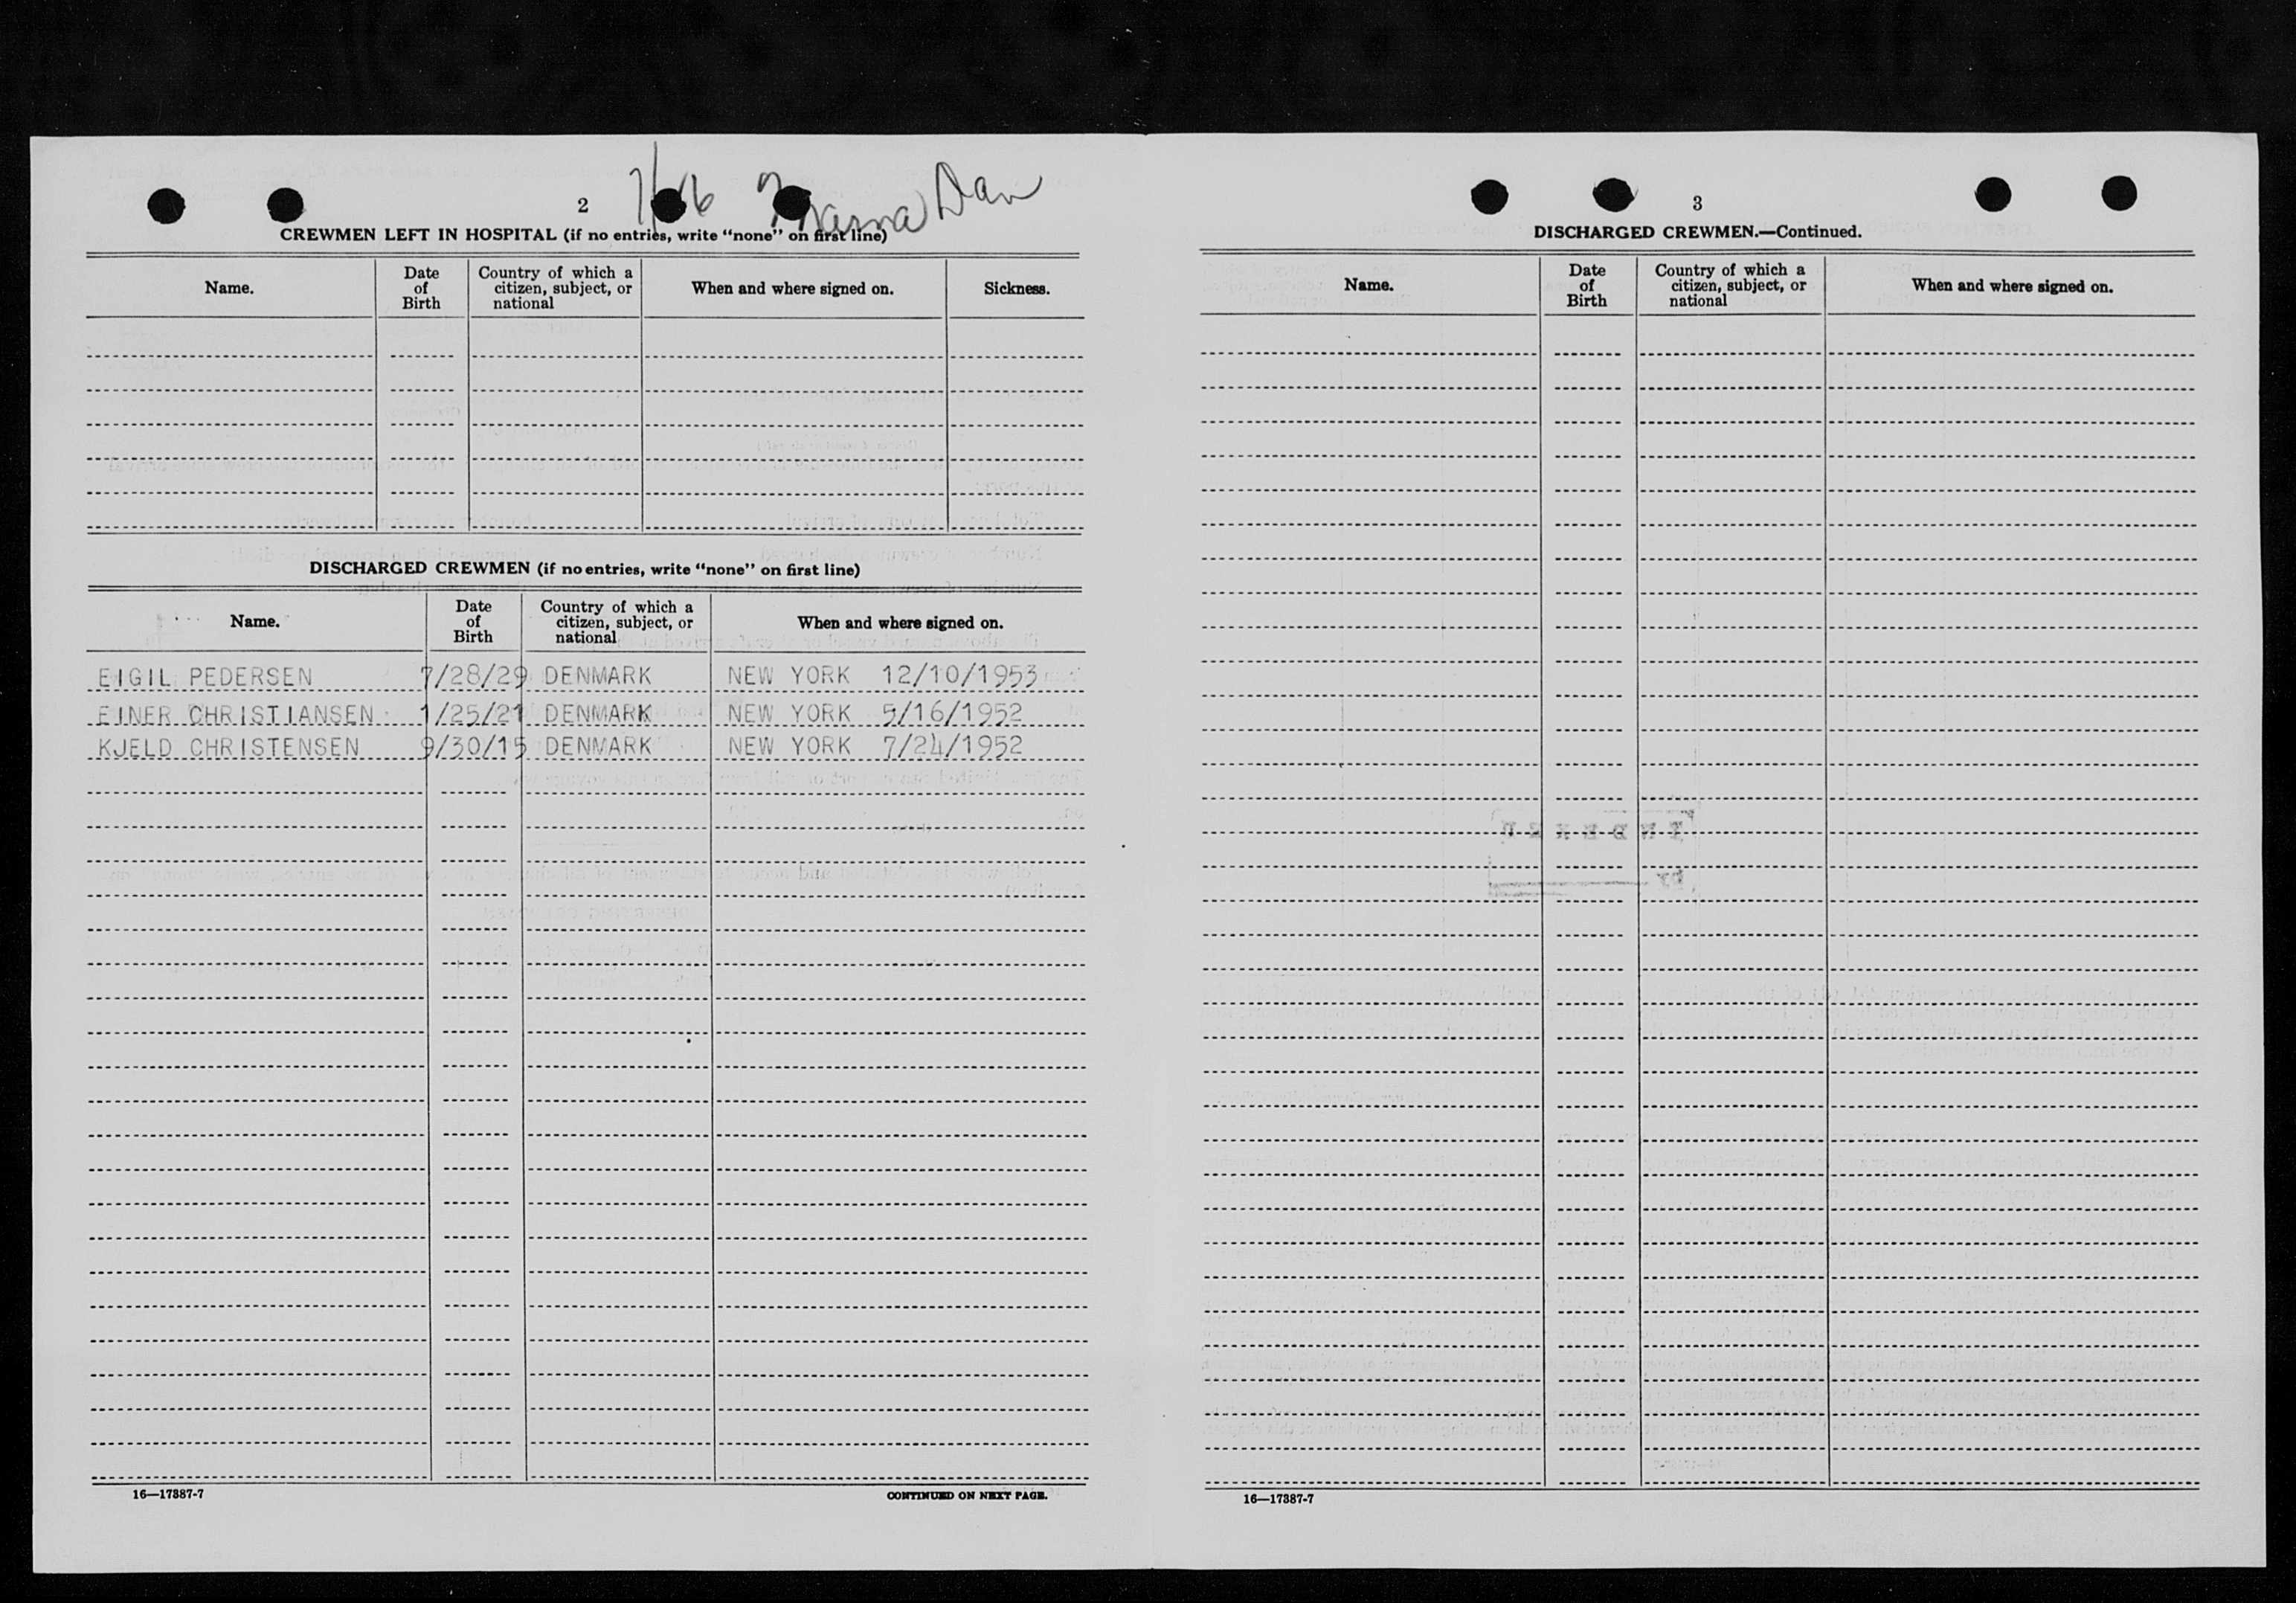 2
CREWMEN LEFT IN HOSPITAL (if no entries, write “none” on first line)
Name.
Date of Birth
Country of which a citizen, subject, or national
When and where signed on.
Sickness.
DISCHARGED CREWMEN (if no entries, write “none” on first line)
Name.
Date of Birth
Country of which a citizen, subject, or national
When and where signed on.
EIGIL PEDERSEN 7/28/29 DENMARK NEW YORK 12/10/1953
EINER CHRISTIANSEN 1/25/21 DENMARK NEW YORK 5/16/1952
KJELD CHRISTENSEN 9/30/15 DENMARK NEW YORK 7/24/1952
16—17387-7
CONTINUED ON NEXT PAGE.
3
DISCHARGED CREWMEN.—Continued.
Name.
Date of Birth
Country of which a citizen, subject, or national
When and where signed on.
16—17387-7